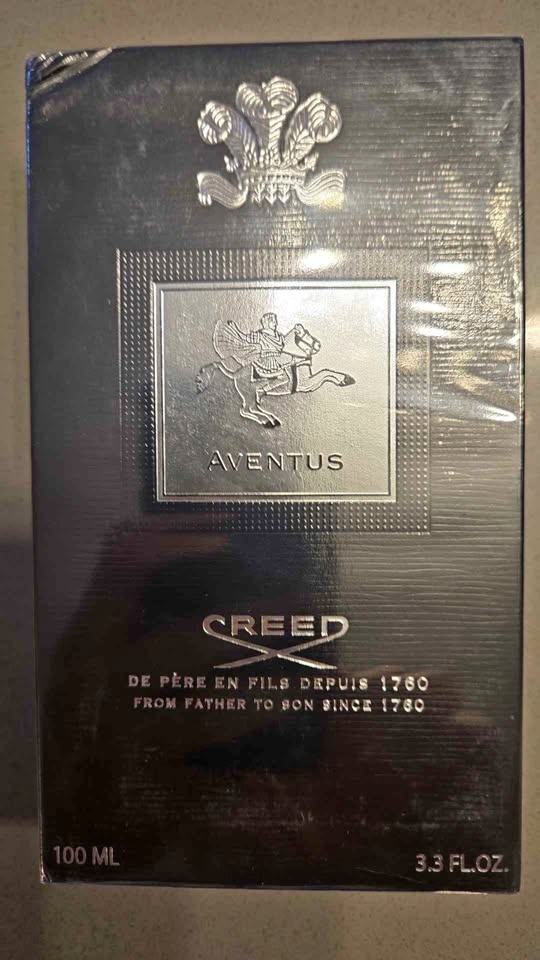 AVENTUS
CREED
DE PÈRE EN FILS DEPUIS 1760
FROM FATHER TO SON SINCE 1760
100 ML
3.3 FL.OZ.